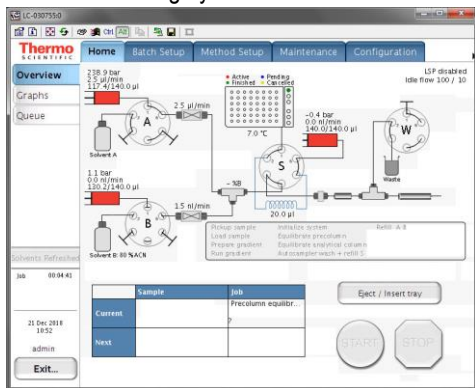 LC-030755:0
Ctrl
Thermo
SCIENTIFIC
Home
Batch Setup
Method Setup
Maintenance
Configuration
Overview
Graphs
Queue
238.9 bar
2.5 µl/min
117.4/140.0 µl
Active
Pending
Finished
Cancelled
LSP disabled
Idle flow 100 / 10
2.5 µl/min
A
7.0 °C
-0.4 bar
0.0 nl/min
140.0/140.0 µl
W
Solvent A
S
Waste
1.1 bar
0.0 nl/min
130.2/140.0 µl
- %B
1.5 nl/min
B
20.0 µl
Solvent B: 80 %ACN
Pickup sample
Load sample
Prepare gradient
Run gradient
Initialize system
Equilibrate precolumn
Equilibrate analytical column
Autosampler wash + refill S
Refill: A B
Solvents Refreshed
Job 00:04:41
Sample
Job
Current
Precolumn equilibr...
?
Next
Eject / Insert tray
START
STOP
21 Dec 2010
10:52
admin
Exit...